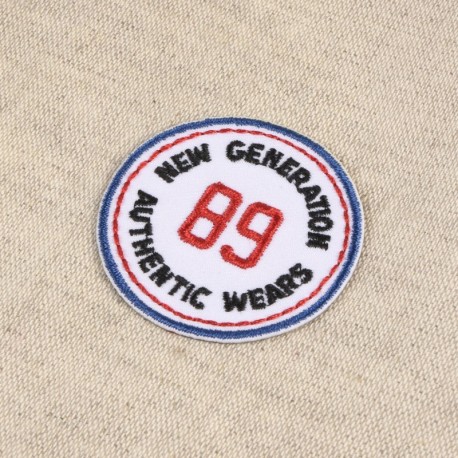 NEW GENERATION
89
AUTHENTIC WEARS